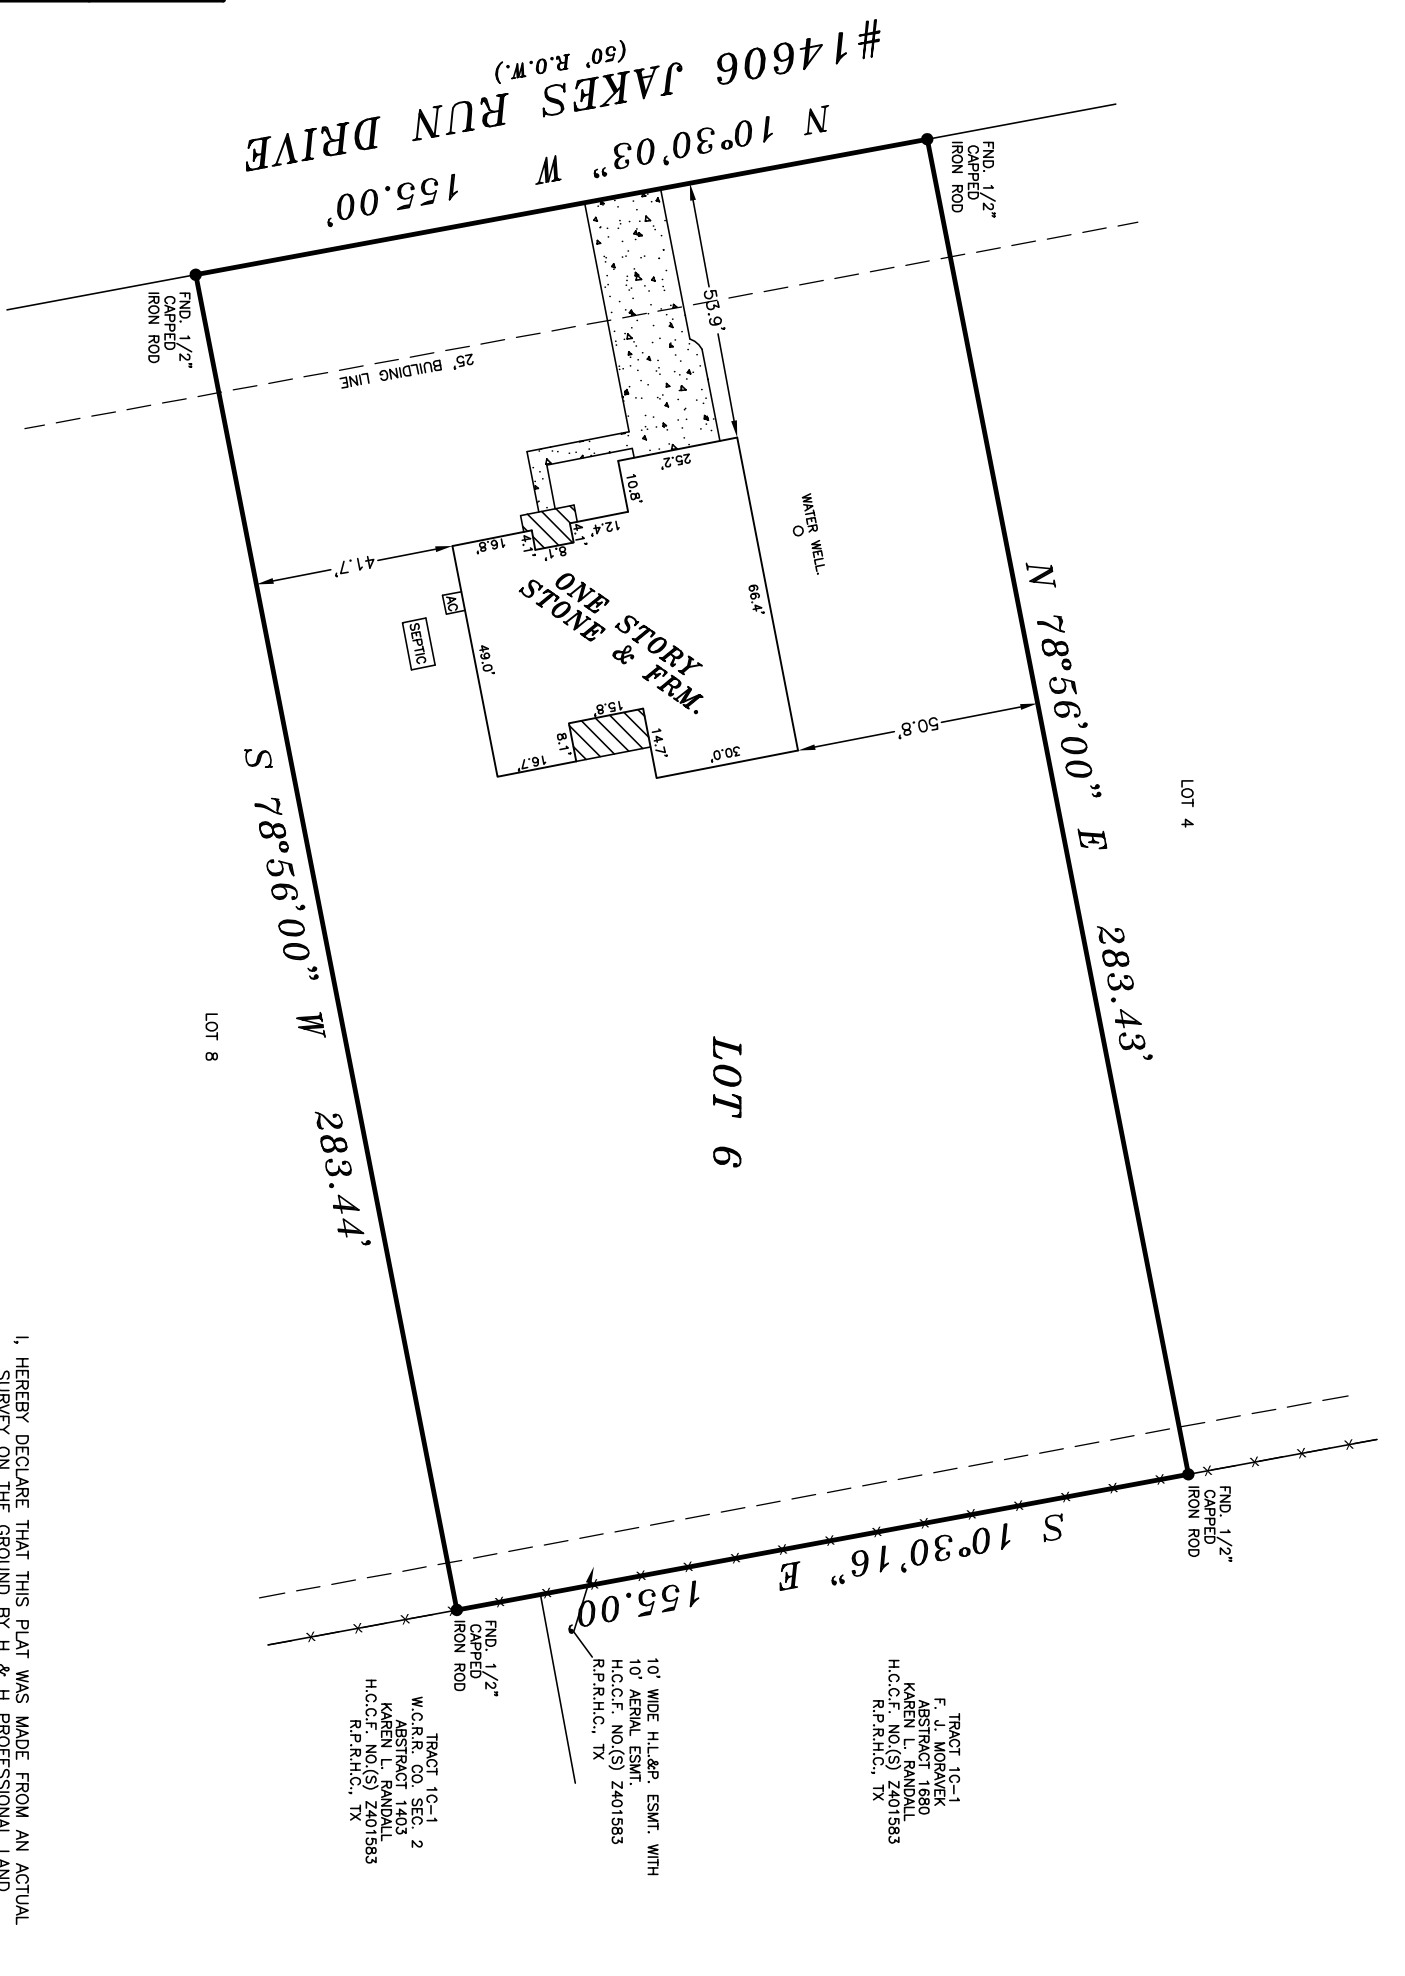 #14606 JAKES RUN DRIVE
(50' R.O.W.)
N 10°30'03" W 155.00'
FND. 1/2"
CAPPED
IRON ROD
FND. 1/2"
CAPPED
IRON ROD
25' BUILDING LINE
53.9'
25.2'
10.8'
12.4'
4.1'
8.1'
4.1'
16.8'
41.7'
WATER WELL.
66.4'
ONE STORY
STONE & FRM.
AC
SEPTIC
49.0'
15.8'
8.1'
14.7'
16.7'
30.0'
50.8'
N 78°56'00" E 283.43'
LOT 4
S 78°56'00" W 283.44'
LOT 8
LOT 6
S 10°30'16" E 155.00'
FND. 1/2"
CAPPED
IRON ROD
FND. 1/2"
CAPPED
IRON ROD
10' WIDE H.L.&P. ESMT. WITH
10' AERIAL ESMT.
H.C.C.F. NO.(S) Z401583
R.P.R.H.C., TX
TRACT 1C-1
F. J. MORAVEK
ABSTRACT 1680
KAREN L. RANDALL
H.C.C.F. NO.(S) Z401583
R.P.R.H.C., TX
TRACT 1C-1
W.C.R.R. CO. SEC. 2
ABSTRACT 1403
KAREN L. RANDALL
H.C.C.F. NO.(S) Z401583
R.P.R.H.C., TX
I, HEREBY DECLARE THAT THIS PLAT WAS MADE FROM AN ACTUAL
SURVEY ON THE GROUND BY H & H PROFESSIONAL LAND